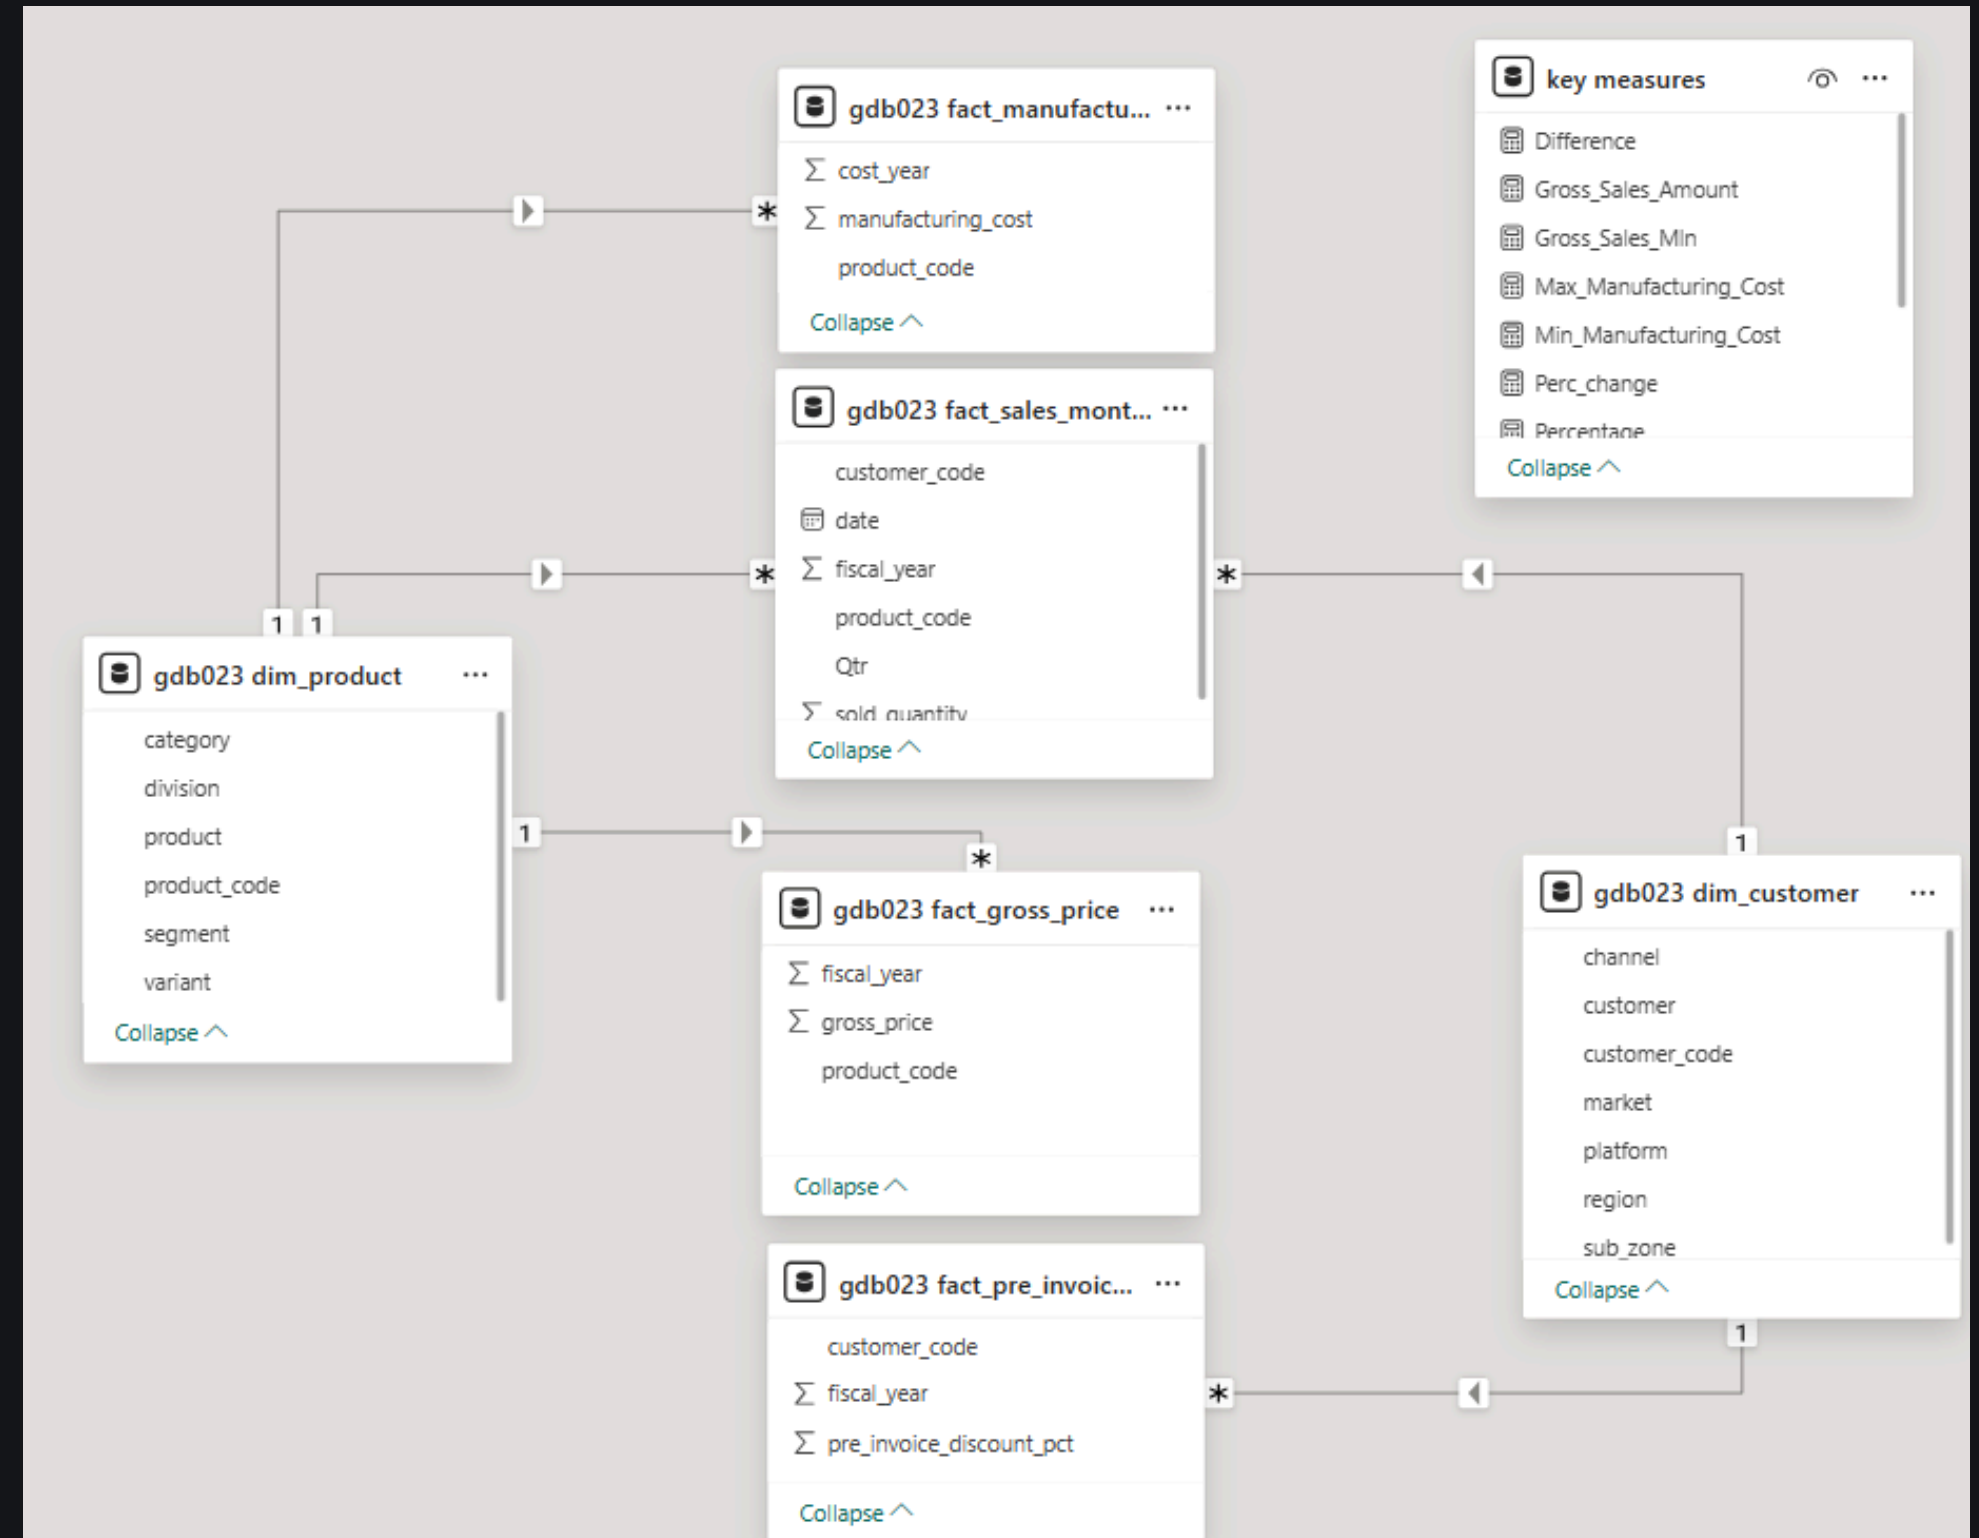 gdb023 fact_manufactu...
cost_year
manufacturing_cost
product_code
Collapse
key measures
Difference
Gross_Sales_Amount
Gross_Sales_Mln
Max_Manufacturing_Cost
Min_Manufacturing_Cost
Perc_change
Percentage
Collapse
gdb023 fact_sales_mont...
customer_code
date
fiscal_year
product_code
Qtr
sold_quantity
Collapse
*
*
*
1 1
gdb023 dim_product
category
division
product
product_code
segment
variant
Collapse
1
*
gdb023 fact_gross_price
fiscal_year
gross_price
product_code
Collapse
1
gdb023 dim_customer
channel
customer
customer_code
market
platform
region
sub_zone
Collapse
1
*
gdb023 fact_pre_invoic...
customer_code
fiscal_year
pre_invoice_discount_pct
Collapse